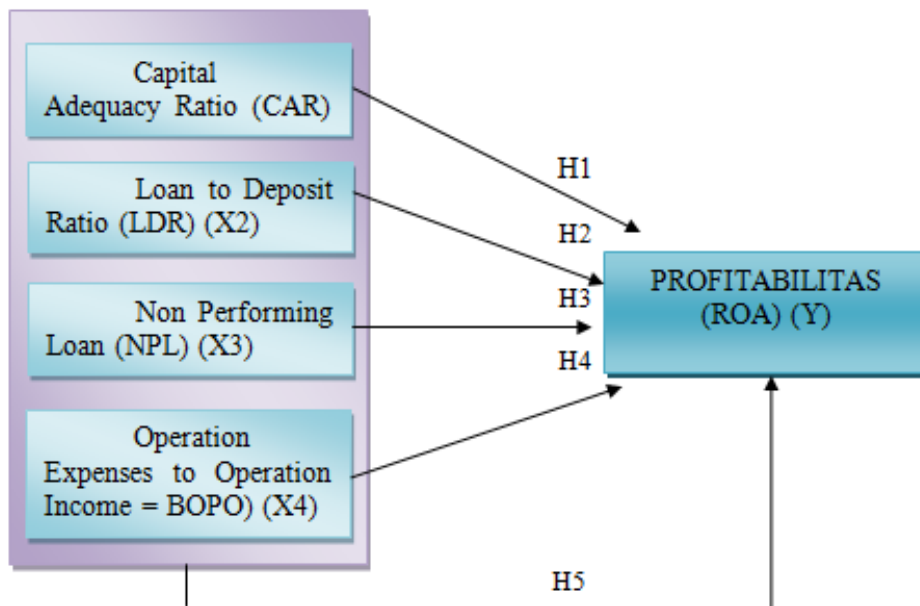 Capital
Adequacy Ratio (CAR)
Loan to Deposit
Ratio (LDR) (X2)
Non Performing
Loan (NPL) (X3)
Operation
Expenses to Operation
Income = BOPO) (X4)
H1
H2
H3
H4
PROFITABILITAS
(ROA) (Y)
H5